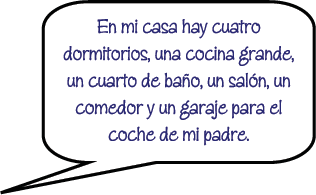 En mi casa hay cuatro
dormitorios, una cocina grande,
un cuarto de baño, un salón, un
comedor y un garaje para el
coche de mi padre.